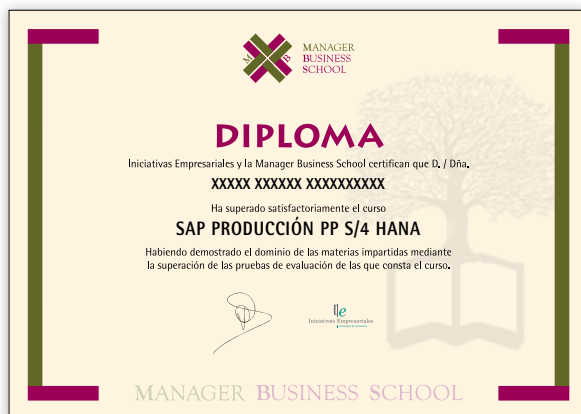 MANAGER
BUSINESS
SCHOOL
M B
DIPLOMA
Iniciativas Empresariales y la Manager Business School certifican que D. / Dña.
XXXXX XXXXXX XXXXXXXXXX
Ha superado satisfactoriamente el curso
SAP PRODUCCIÓN PP S/4 HANA
Habiendo demostrado el dominio de las materias impartidas mediante
la superación de las pruebas de evaluación de las que consta el curso.
Ie
Iniciativas Empresariales
MANAGER BUSINESS SCHOOL